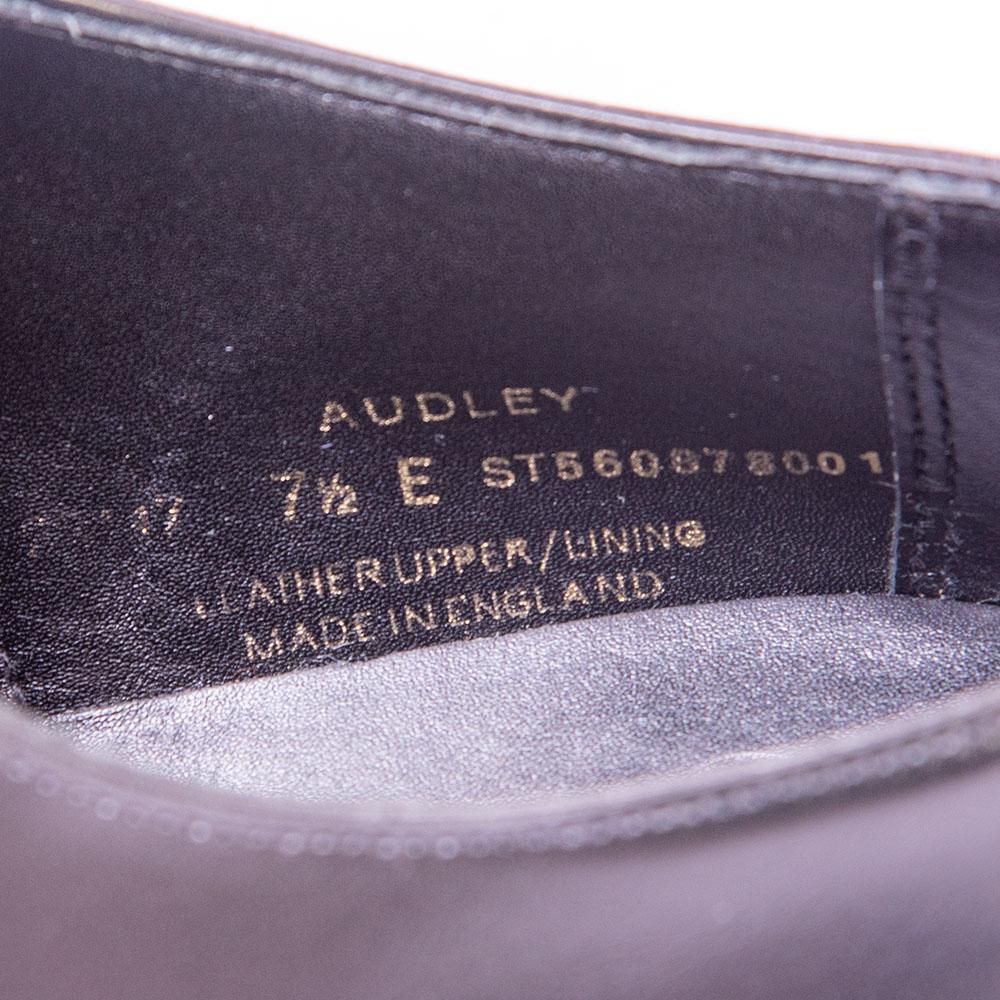 AUDLEY
7½ E ST560878001
LEATHER UPPER/LINING
MADE IN ENGLAND